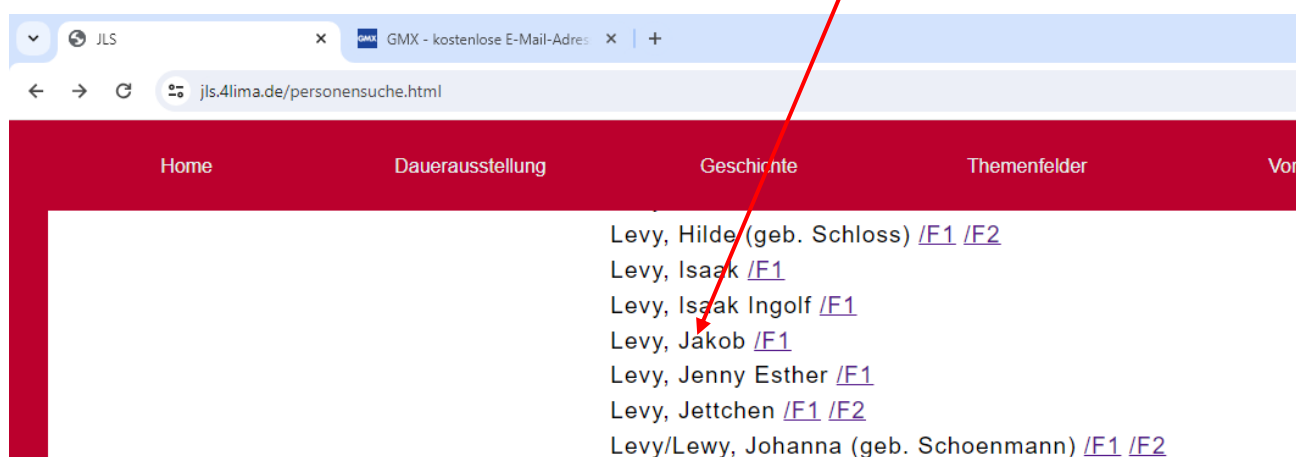 JLS
GMX GMX - kostenlose E-Mail-Adres
jls.4lima.de/personensuche.html
Home Dauerausstellung Geschichte Themenfelder Vor
Levy, Hilde (geb. Schloss) /F1 /F2
Levy, Isaak /F1
Levy, Isaak Ingolf /F1
Levy, Jakob /F1
Levy, Jenny Esther /F1
Levy, Jettchen /F1 /F2
Levy/Lewy, Johanna (geb. Schoenmann) /F1 /F2